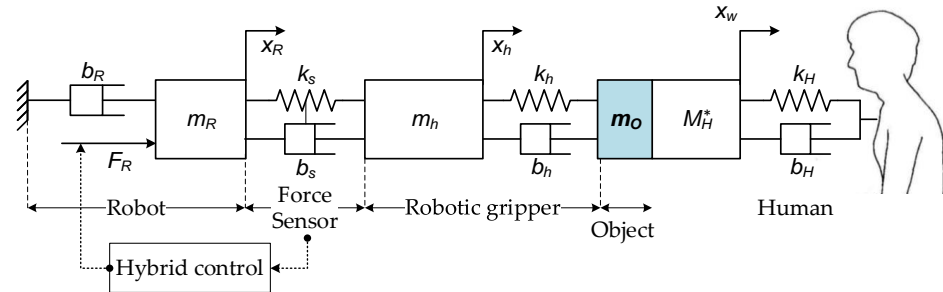 x_R
x_h
x_w
b_R
k_s
k_h
k_H
m_R
m_h
m_O
M_H^*
F_R
b_s
b_h
b_H
Robot
Force
Sensor
Robotic gripper
Object
Human
Hybrid control